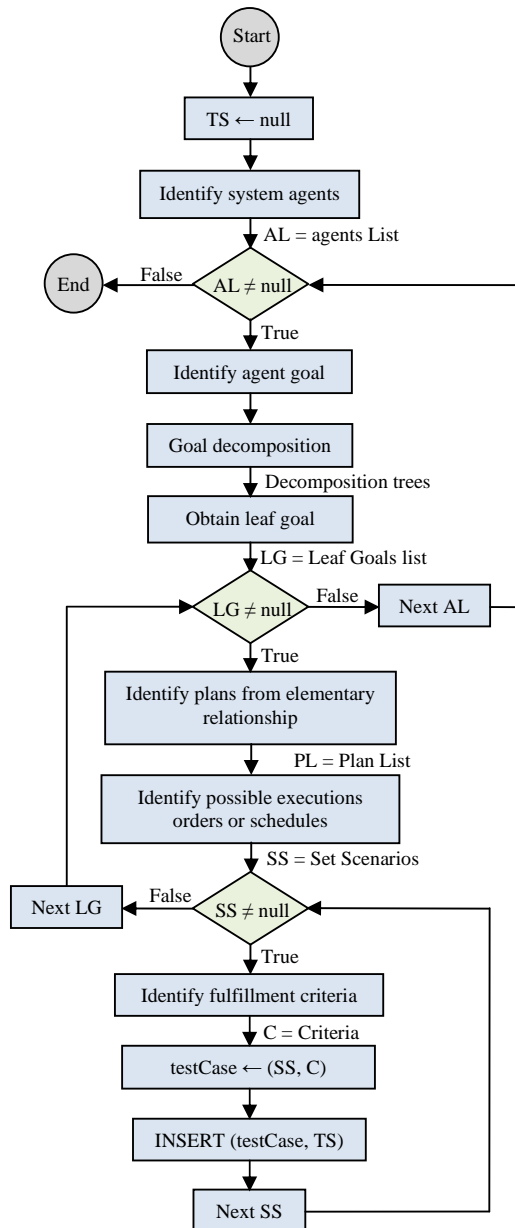 Start
TS ← null
Identify system agents
AL = agents List
False
End
AL ≠ null
True
Identify agent goal
Goal decomposition
Decomposition trees
Obtain leaf goal
LG = Leaf Goals list
LG ≠ null
False
Next AL
True
Identify plans from elementary
relationship
PL = Plan List
Identify possible executions
orders or schedules
SS = Set Scenarios
False
Next LG
SS ≠ null
True
Identify fulfillment criteria
C = Criteria
testCase ← (SS, C)
INSERT (testCase, TS)
Next SS